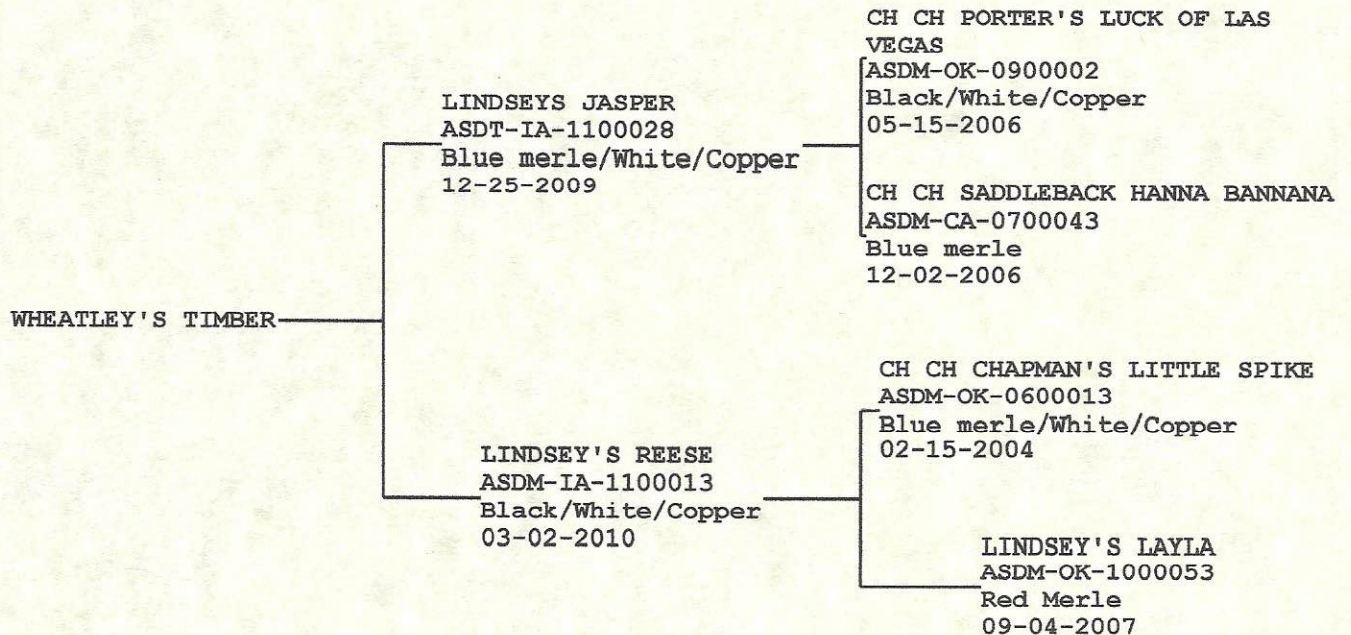 CH CH PORTER'S LUCK OF LAS
VEGAS
ASDM-OK-0900002
Black/White/Copper
05-15-2006
LINDSEYS JASPER
ASDT-IA-1100028
Blue merle/White/Copper
12-25-2009
CH CH SADDLEBACK HANNA BANNANA
ASDM-CA-0700043
Blue merle
12-02-2006
WHEATLEY'S TIMBER
CH CH CHAPMAN'S LITTLE SPIKE
ASDM-OK-0600013
Blue merle/White/Copper
02-15-2004
LINDSEY'S REESE
ASDM-IA-1100013
Black/White/Copper
03-02-2010
LINDSEY'S LAYLA
ASDM-OK-1000053
Red Merle
09-04-2007